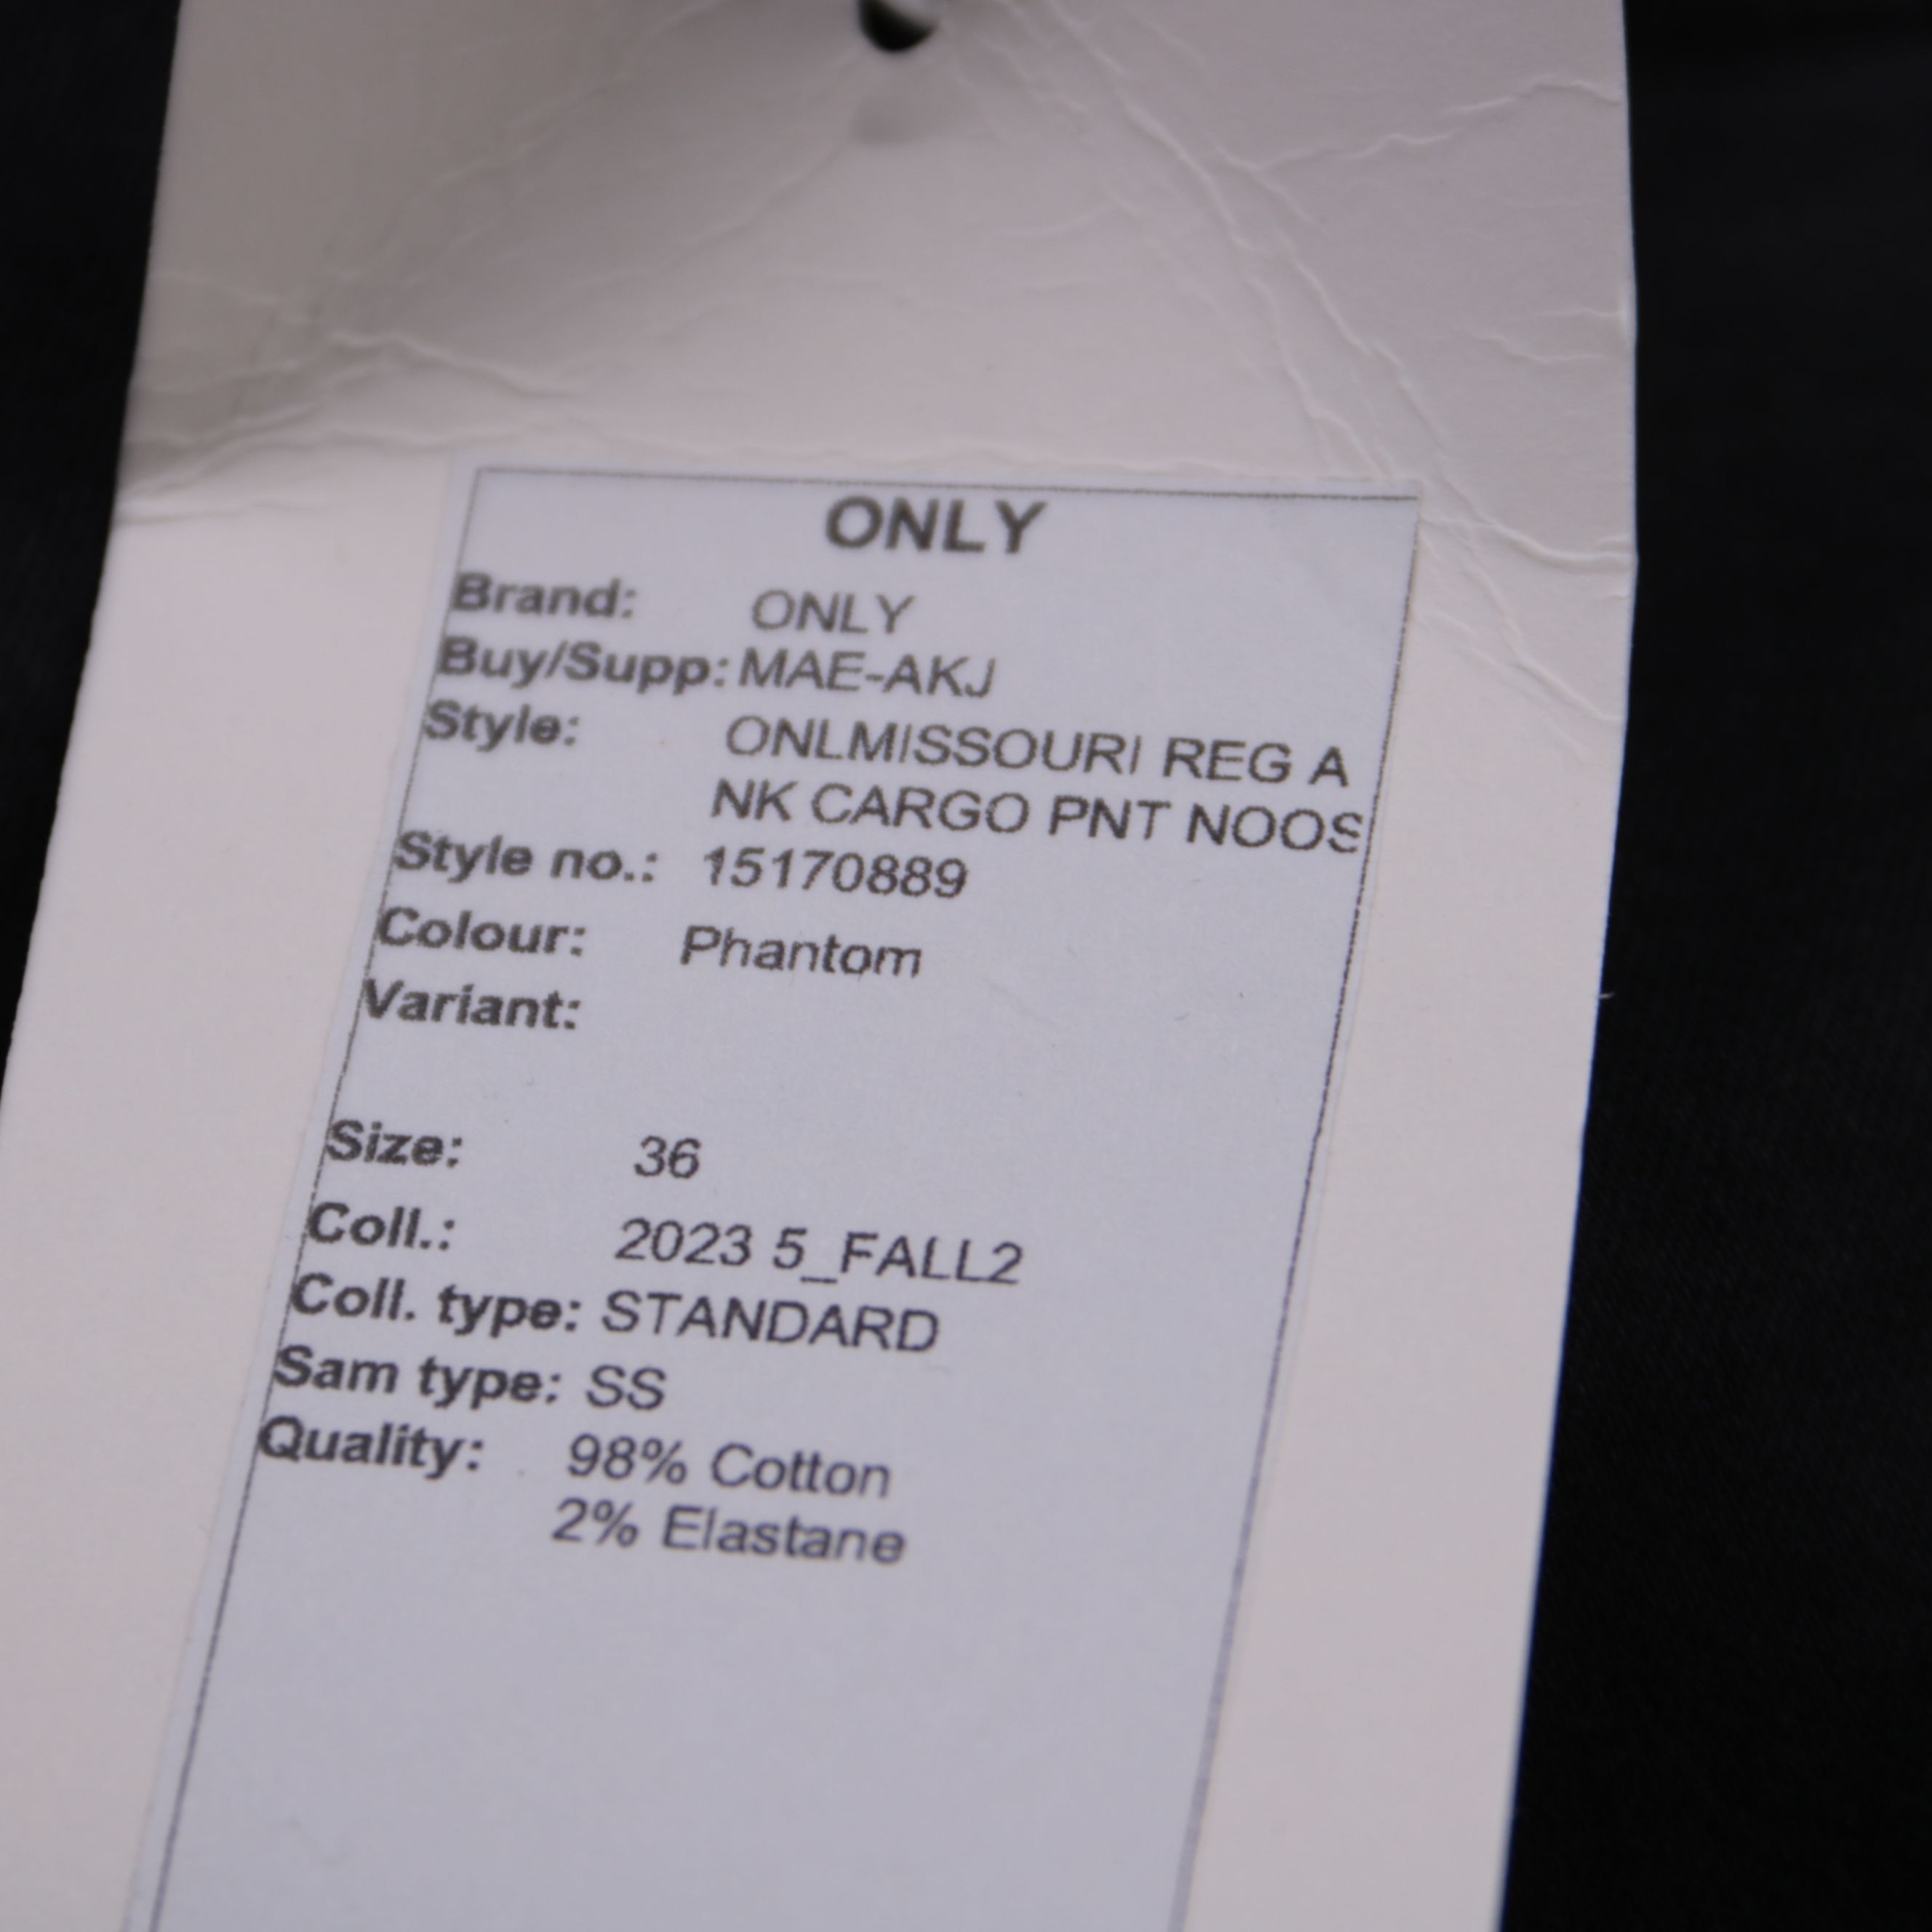 ONLY
Brand: ONLY
Buy/Supp: MAE-AKJ
Style: ONLMISSOURI REG A
NK CARGO PNT NOOS
Style no.: 15170889
Colour: Phantom
Variant:
Size: 36
Coll.: 2023 5_FALL2
Coll. type: STANDARD
Sam type: SS
Quality: 98% Cotton
2% Elastane